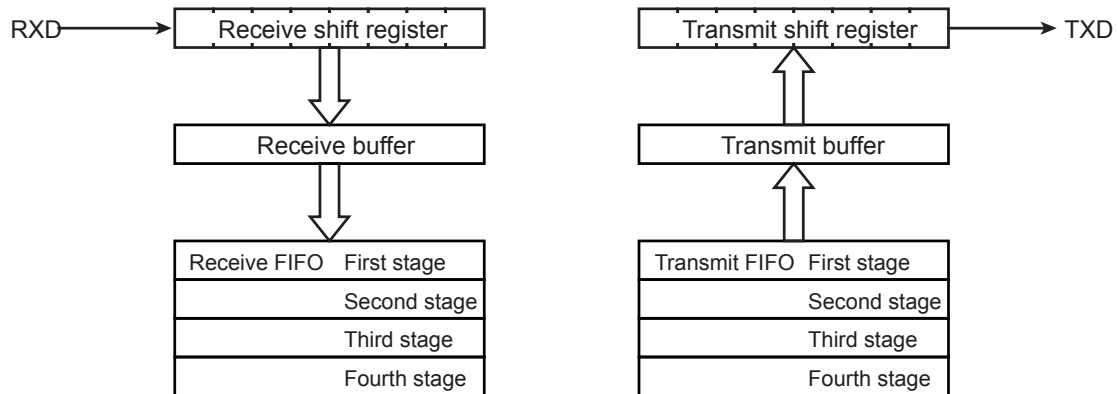 RXD
Receive shift register
Receive buffer
Receive FIFO First stage
Second stage
Third stage
Fourth stage
Transmit shift register
TXD
Transmit buffer
Transmit FIFO First stage
Second stage
Third stage
Fourth stage